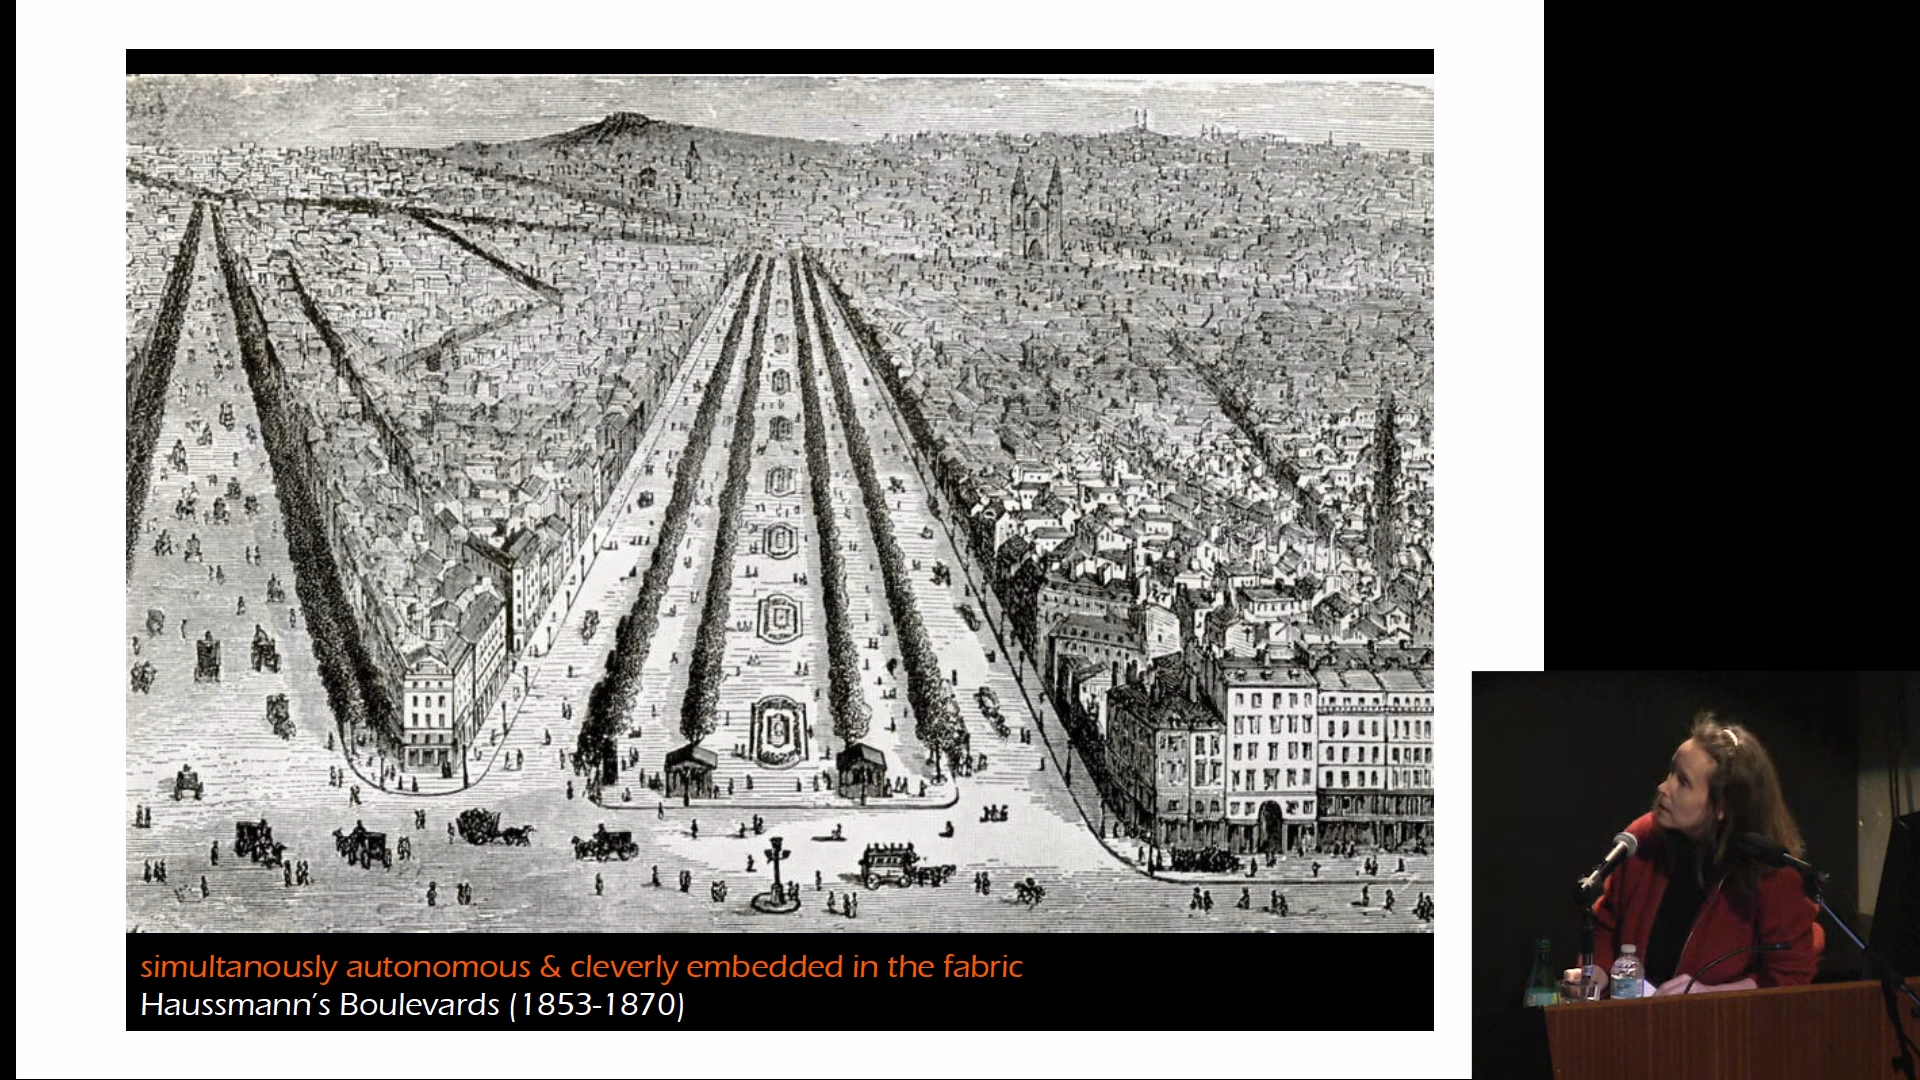 simultanously autonomous & cleverly embedded in the fabric
Haussmann's Boulevards (1853-1870)